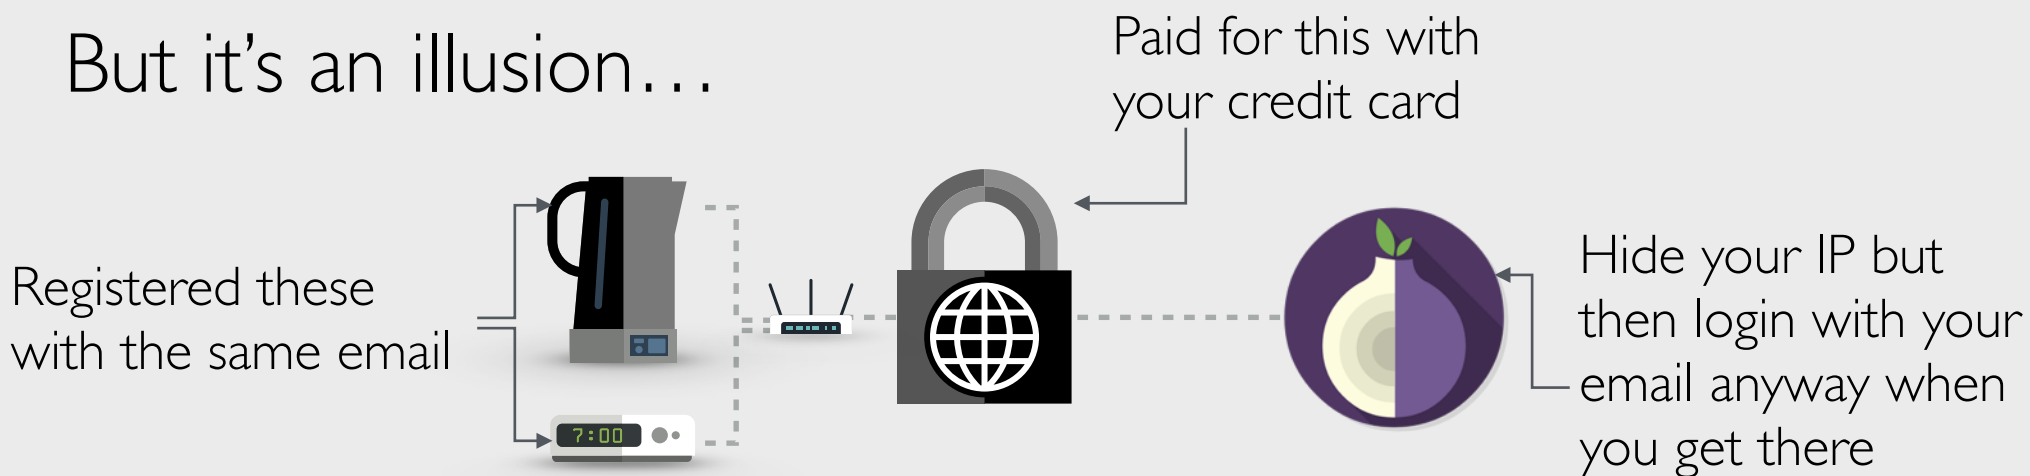 But it's an illusion…
Paid for this with
your credit card
Registered these
with the same email
7:00
Hide your IP but
then login with your
email anyway when
you get there